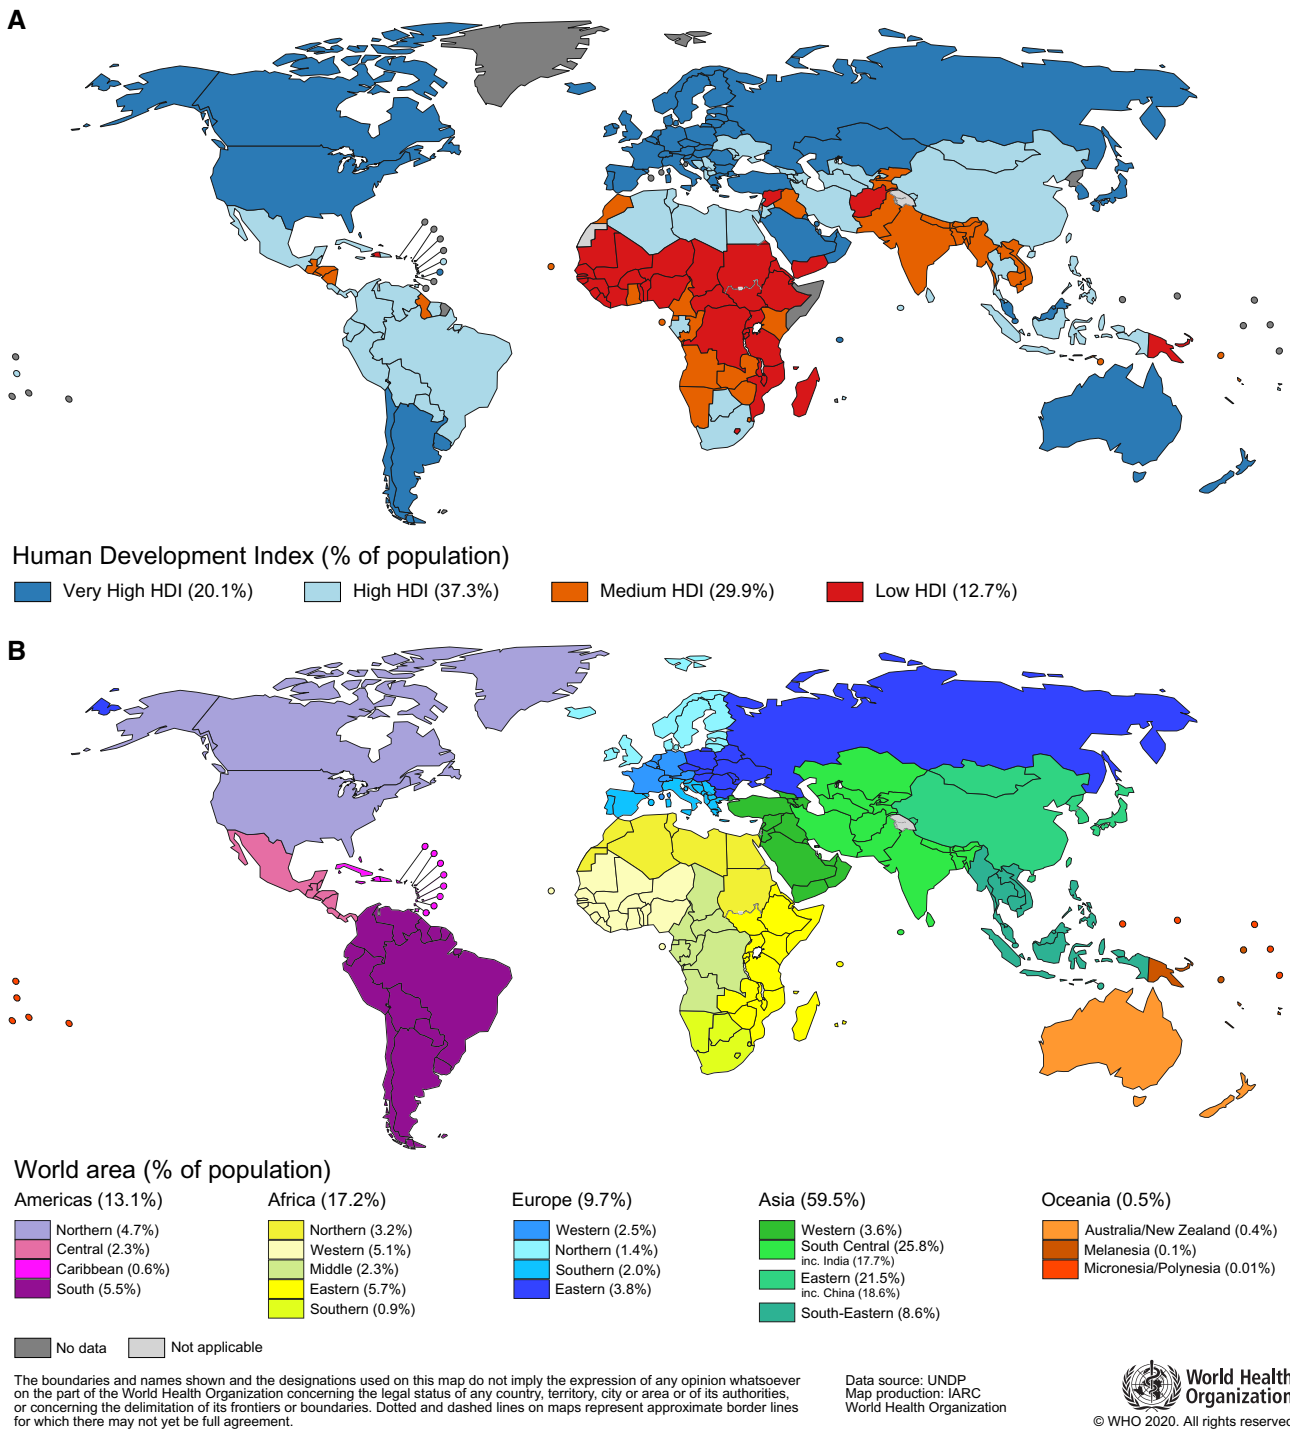 A
Human Development Index (% of population)
Very High HDI (20.1%)
High HDI (37.3%)
Medium HDI (29.9%)
Low HDI (12.7%)
B
World area (% of population)
Americas (13.1%)
Northern (4.7%)
Central (2.3%)
Caribbean (0.6%)
South (5.5%)
Africa (17.2%)
Northern (3.2%)
Western (5.1%)
Middle (2.3%)
Eastern (5.7%)
Southern (0.9%)
Europe (9.7%)
Western (2.5%)
Northern (1.4%)
Southern (2.0%)
Eastern (3.8%)
Asia (59.5%)
Western (3.6%)
South Central (25.8%)
inc. India (17.7%)
Eastern (21.5%)
inc. China (18.6%)
South-Eastern (8.6%)
Oceania (0.5%)
Australia/New Zealand (0.4%)
Melanesia (0.1%)
Micronesia/Polynesia (0.01%)
No data
Not applicable
The boundaries and names shown and the designations used on this map do not imply the expression of any opinion whatsoever
on the part of the World Health Organization concerning the legal status of any country, territory, city or area or of its authorities,
or concerning the delimitation of its frontiers or boundaries. Dotted and dashed lines on maps represent approximate border lines
for which there may not yet be full agreement.
Data source: UNDP
Map production: IARC
World Health Organization
World Health
Organization
© WHO 2020. All rights reserved